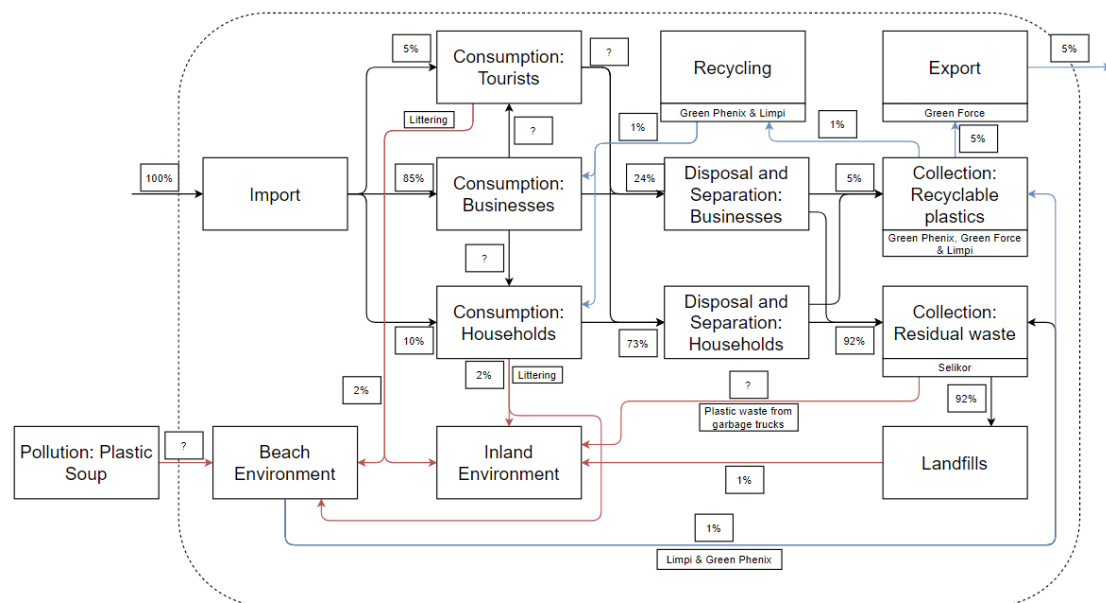 5%
Consumption:
Tourists
?
Recycling
Green Phenix & Limpi
Export
Green Force
5%
Littering
?
1%
1%
5%
100%
Import
85%
Consumption:
Businesses
24%
Disposal and
Separation:
Businesses
5%
Collection:
Recyclable
plastics
Green Phenix, Green Force
& Limpi
?
10%
Consumption:
Households
73%
Disposal and
Separation:
Households
92%
Collection:
Residual waste
Selikor
2%
2%
Littering
?
Plastic waste from
garbage trucks
92%
Pollution: Plastic
Soup
?
Beach
Environment
Inland
Environment
1%
Landfills
1%
Limpi & Green Phenix